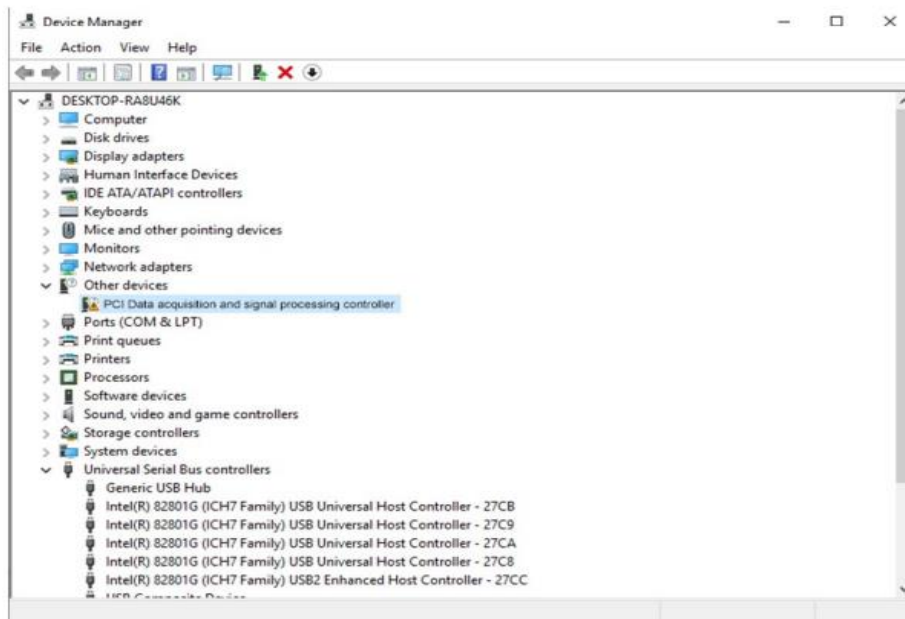 Device Manager
File Action View Help
DESKTOP-RA8U46K
Computer
Disk drives
Display adapters
Human Interface Devices
IDE ATA/ATAPI controllers
Keyboards
Mice and other pointing devices
Monitors
Network adapters
Other devices
PCI Data acquisition and signal processing controller
Ports (COM & LPT)
Print queues
Printers
Processors
Software devices
Sound, video and game controllers
Storage controllers
System devices
Universal Serial Bus controllers
Generic USB Hub
Intel(R) 82801G (ICH7 Family) USB Universal Host Controller - 27CB
Intel(R) 82801G (ICH7 Family) USB Universal Host Controller - 27C9
Intel(R) 82801G (ICH7 Family) USB Universal Host Controller - 27CA
Intel(R) 82801G (ICH7 Family) USB Universal Host Controller - 27C8
Intel(R) 82801G (ICH7 Family) USB2 Enhanced Host Controller - 27CC
USB Composite Device